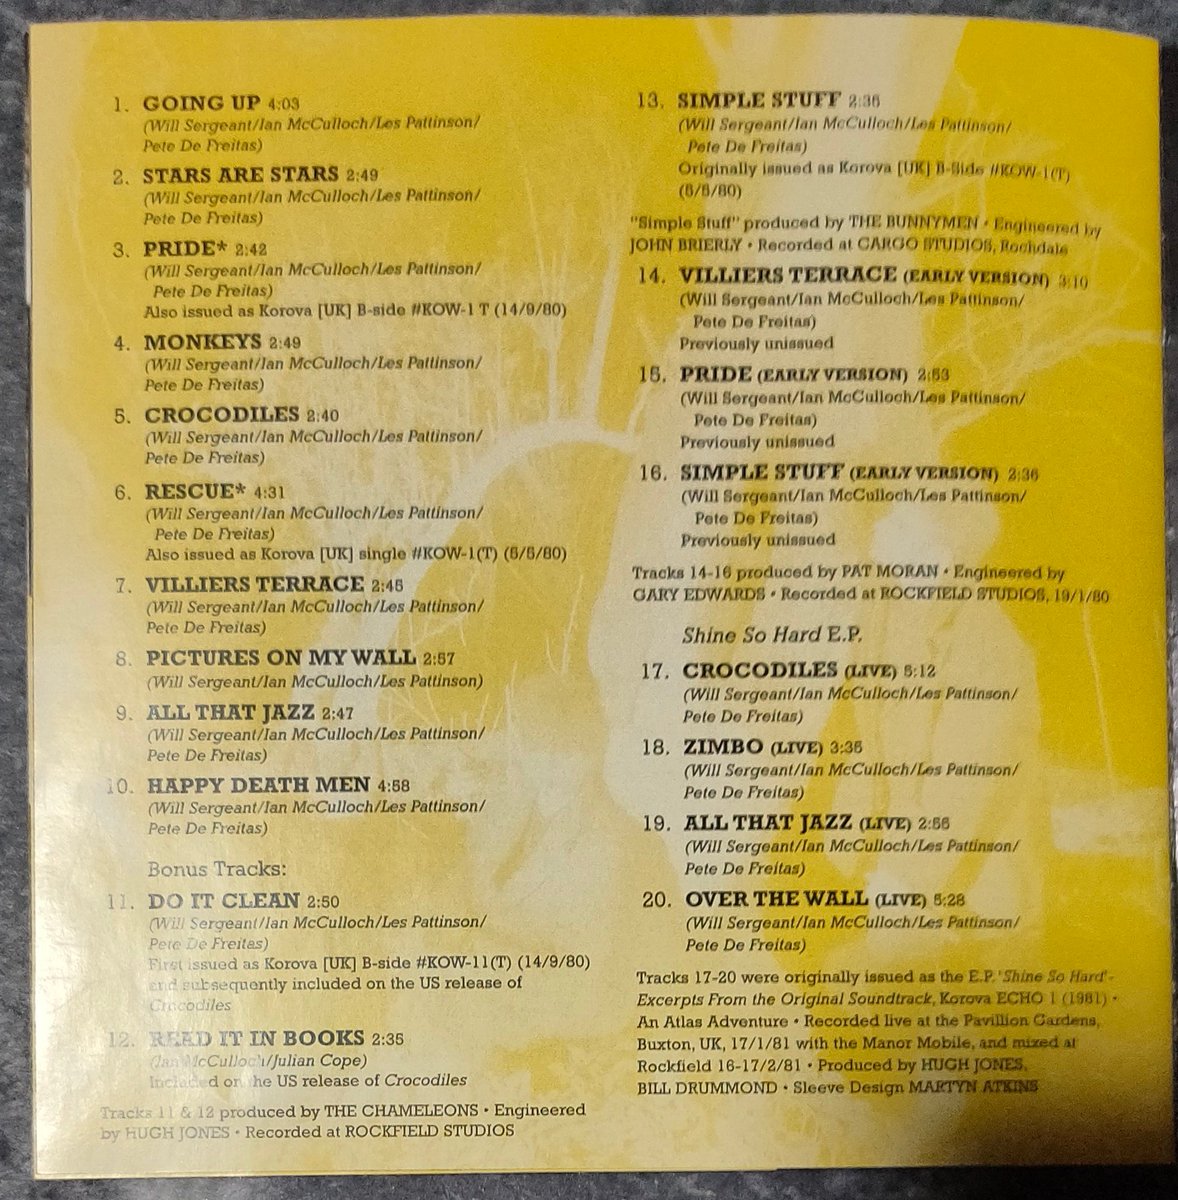 1. GOING UP 4:03
(Will Sergeant/Ian McCulloch/Les Pattinson/
Pete De Freitas)
2. STARS ARE STARS 2:49
(Will Sergeant/Ian McCulloch/Les Pattinson/
Pete De Freitas)
3. PRIDE* 2:42
(Will Sergeant/Ian McCulloch/Les Pattinson/
Pete De Freitas)
Also issued as Korova [UK] B-side #KOW-1 T (14/9/80)
4. MONKEYS 2:49
(Will Sergeant/Ian McCulloch/Les Pattinson/
Pete De Freitas)
5. CROCODILES 2:40
(Will Sergeant/Ian McCulloch/Les Pattinson/
Pete De Freitas)
6. RESCUE* 4:31
(Will Sergeant/Ian McCulloch/Les Pattinson/
Pete De Freitas)
Also issued as Korova [UK] single #KOW-1(T) (5/5/80)
7. VILLIERS TERRACE 2:45
(Will Sergeant/Ian McCulloch/Les Pattinson/
Pete De Freitas)
8. PICTURES ON MY WALL 2:57
(Will Sergeant/Ian McCulloch/Les Pattinson)
9. ALL THAT JAZZ 2:47
(Will Sergeant/Ian McCulloch/Les Pattinson/
Pete De Freitas)
10. HAPPY DEATH MEN 4:58
(Will Sergeant/Ian McCulloch/Les Pattinson/
Pete De Freitas)
Bonus Tracks:
11. DO IT CLEAN 2:50
(Will Sergeant/Ian McCulloch/Les Pattinson/
Pete De Freitas)
First issued as Korova [UK] B-side #KOW-11(T) (14/9/80)
and subsequently included on the US release of
Crocodiles
12. READ IT IN BOOKS 2:35
(Ian McCulloch/Julian Cope)
Included on the US release of Crocodiles
Tracks 11 & 12 produced by THE CHAMELEONS • Engineered
by HUGH JONES • Recorded at ROCKFIELD STUDIOS
13. SIMPLE STUFF 2:35
(Will Sergeant/Ian McCulloch/Les Pattinson/
Pete De Freitas)
Originally issued as Korova [UK] B-Side #KOW-1(T)
(5/5/80)
"Simple Stuff" produced by THE BUNNYMEN • Engineered by
JOHN BRIERLY • Recorded at CARGO STUDIOS, Rochdale
14. VILLIERS TERRACE (EARLY VERSION) 3:10
(Will Sergeant/Ian McCulloch/Les Pattinson/
Pete De Freitas)
Previously unissued
15. PRIDE (EARLY VERSION) 2:53
(Will Sergeant/Ian McCulloch/Les Pattinson/
Pete De Freitas)
Previously unissued
16. SIMPLE STUFF (EARLY VERSION) 2:36
(Will Sergeant/Ian McCulloch/Les Pattinson/
Pete De Freitas)
Previously unissued
Tracks 14-16 produced by PAT MORAN • Engineered by
GARY EDWARDS • Recorded at ROCKFIELD STUDIOS, 19/1/80
Shine So Hard E.P.
17. CROCODILES (LIVE) 5:12
(Will Sergeant/Ian McCulloch/Les Pattinson/
Pete De Freitas)
18. ZIMBO (LIVE) 3:35
(Will Sergeant/Ian McCulloch/Les Pattinson/
Pete De Freitas)
19. ALL THAT JAZZ (LIVE) 2:55
(Will Sergeant/Ian McCulloch/Les Pattinson/
Pete De Freitas)
20. OVER THE WALL (LIVE) 5:28
(Will Sergeant/Ian McCulloch/Les Pattinson/
Pete De Freitas)
Tracks 17-20 were originally issued as the E.P. 'Shine So Hard'-
Excerpts From the Original Soundtrack, Korova ECHO 1 (1981) •
An Atlas Adventure • Recorded live at the Pavillion Gardens,
Buxton, UK, 17/1/81 with the Manor Mobile, and mixed at
Rockfield 16-17/2/81 • Produced by HUGH JONES,
BILL DRUMMOND • Sleeve Design MARTYN ATKINS